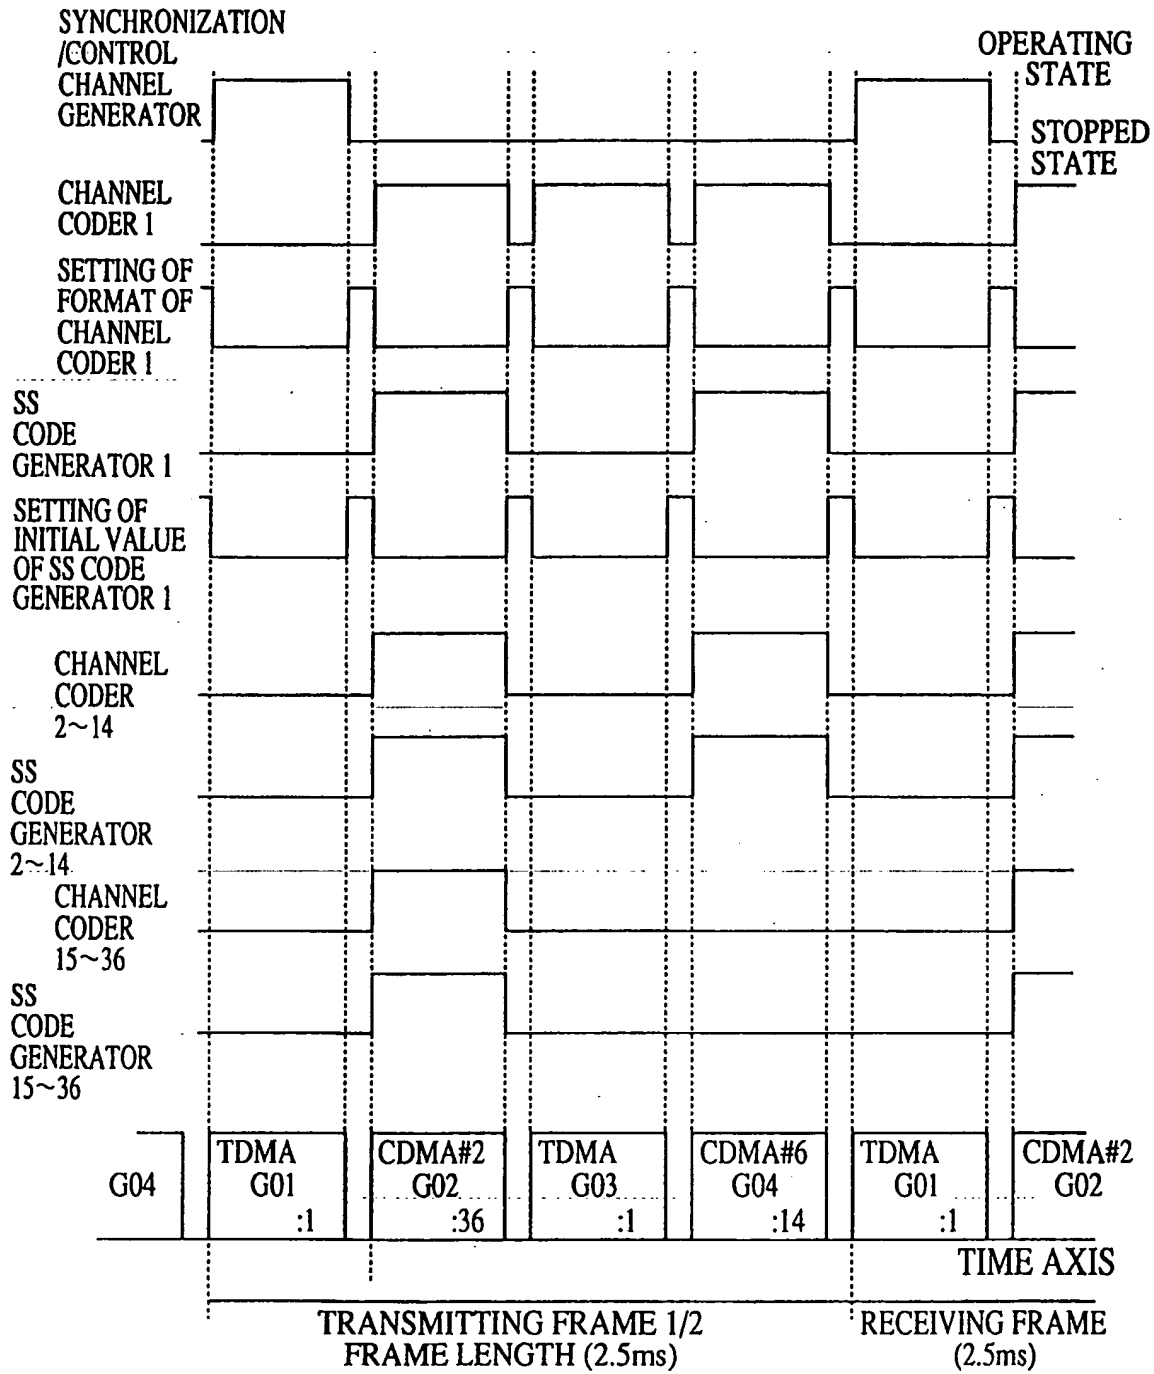 SYNCHRONIZATION
/CONTROL
CHANNEL
GENERATOR
OPERATING
STATE
STOPPED
STATE
CHANNEL
CODER 1
SETTING OF
FORMAT OF
CHANNEL
CODER 1
SS
CODE
GENERATOR 1
SETTING OF
INITIAL VALUE
OF SS CODE
GENERATOR 1
CHANNEL
CODER
2~14
SS
CODE
GENERATOR
2~14
CHANNEL
CODER
15~36
SS
CODE
GENERATOR
15~36
G04
TDMA
G01
:1
CDMA#2
G02
:36
TDMA
G03
:1
CDMA#6
G04
:14
TDMA
G01
:1
CDMA#2
G02
TIME AXIS
TRANSMITTING FRAME 1/2
FRAME LENGTH (2.5ms)
RECEIVING FRAME
(2.5ms)